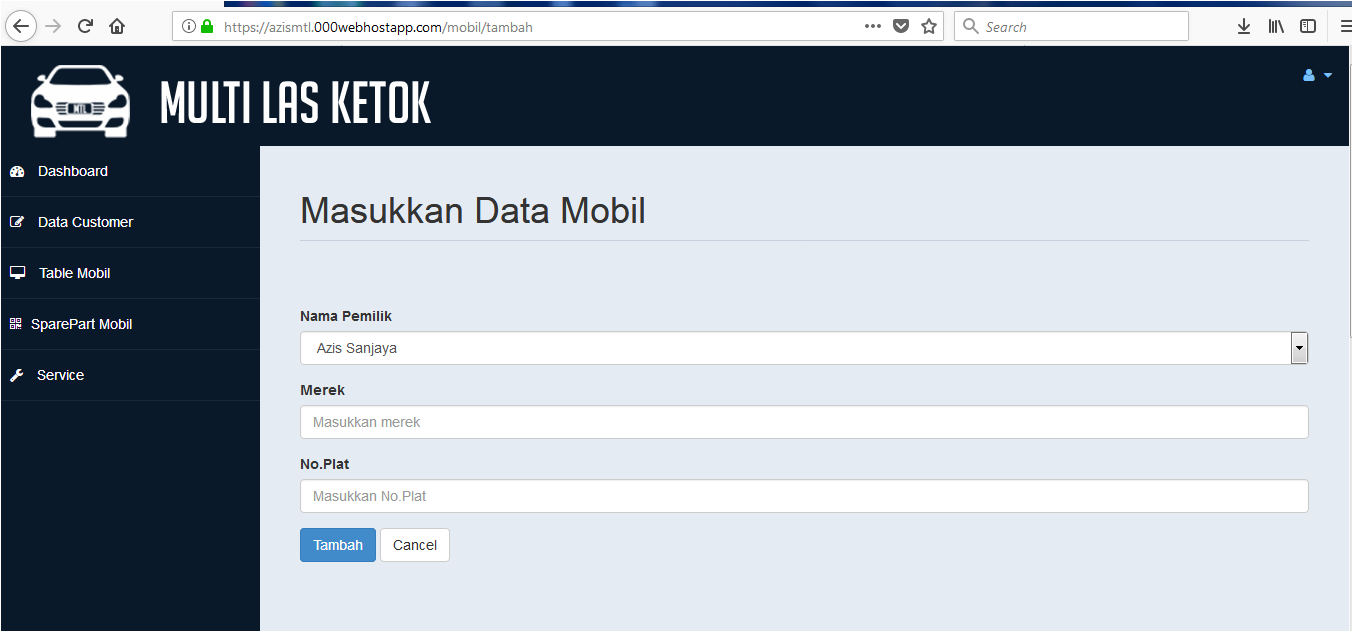 https://azismtl.000webhostapp.com/mobil/tambah
Search
MTL
MULTI LAS KETOK
Dashboard
Data Customer
Table Mobil
SparePart Mobil
Service
Masukkan Data Mobil
Nama Pemilik
Azis Sanjaya
Merek
Masukkan merek
No.Plat
Masukkan No.Plat
Tambah Cancel